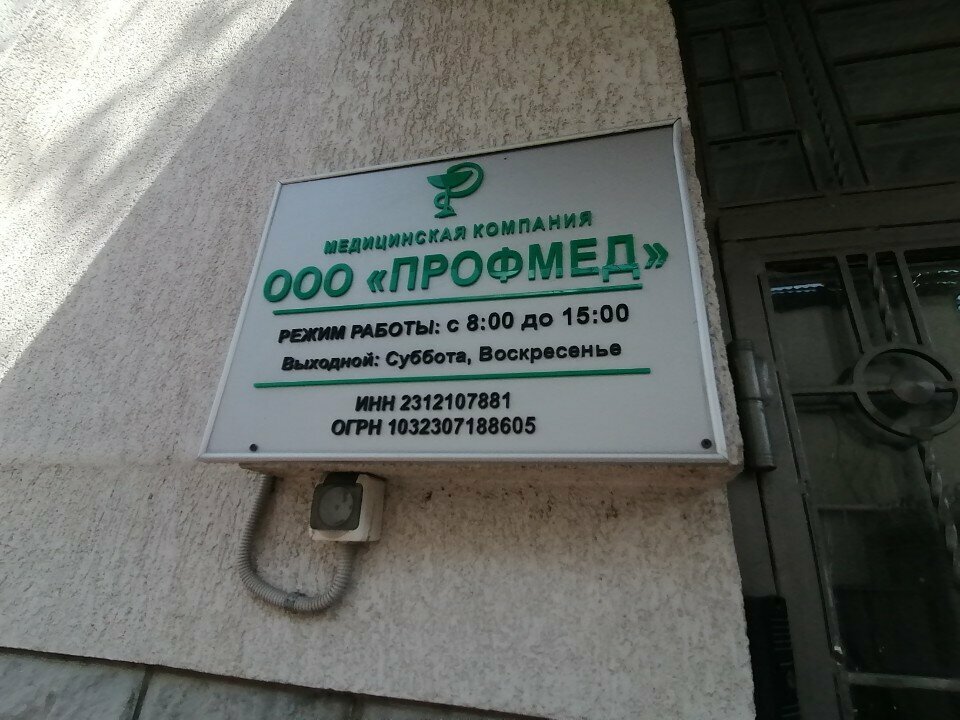 МЕДИЦИНСКАЯ КОМПАНИЯ
ООО «ПРОФМЕД»
РЕЖИМ РАБОТЫ: с 8:00 до 15:00
Выходной: Суббота, Воскресенье
ИНН 2312107881
ОГРН 1032307188605